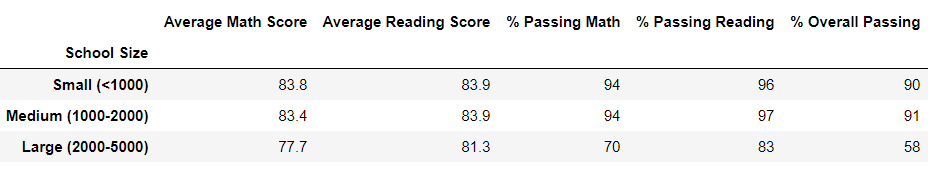 Average Math Score Average Reading Score % Passing Math % Passing Reading % Overall Passing
School Size
Small (<1000) 83.8 83.9 94 96 90
Medium (1000-2000) 83.4 83.9 94 97 91
Large (2000-5000) 77.7 81.3 70 83 58